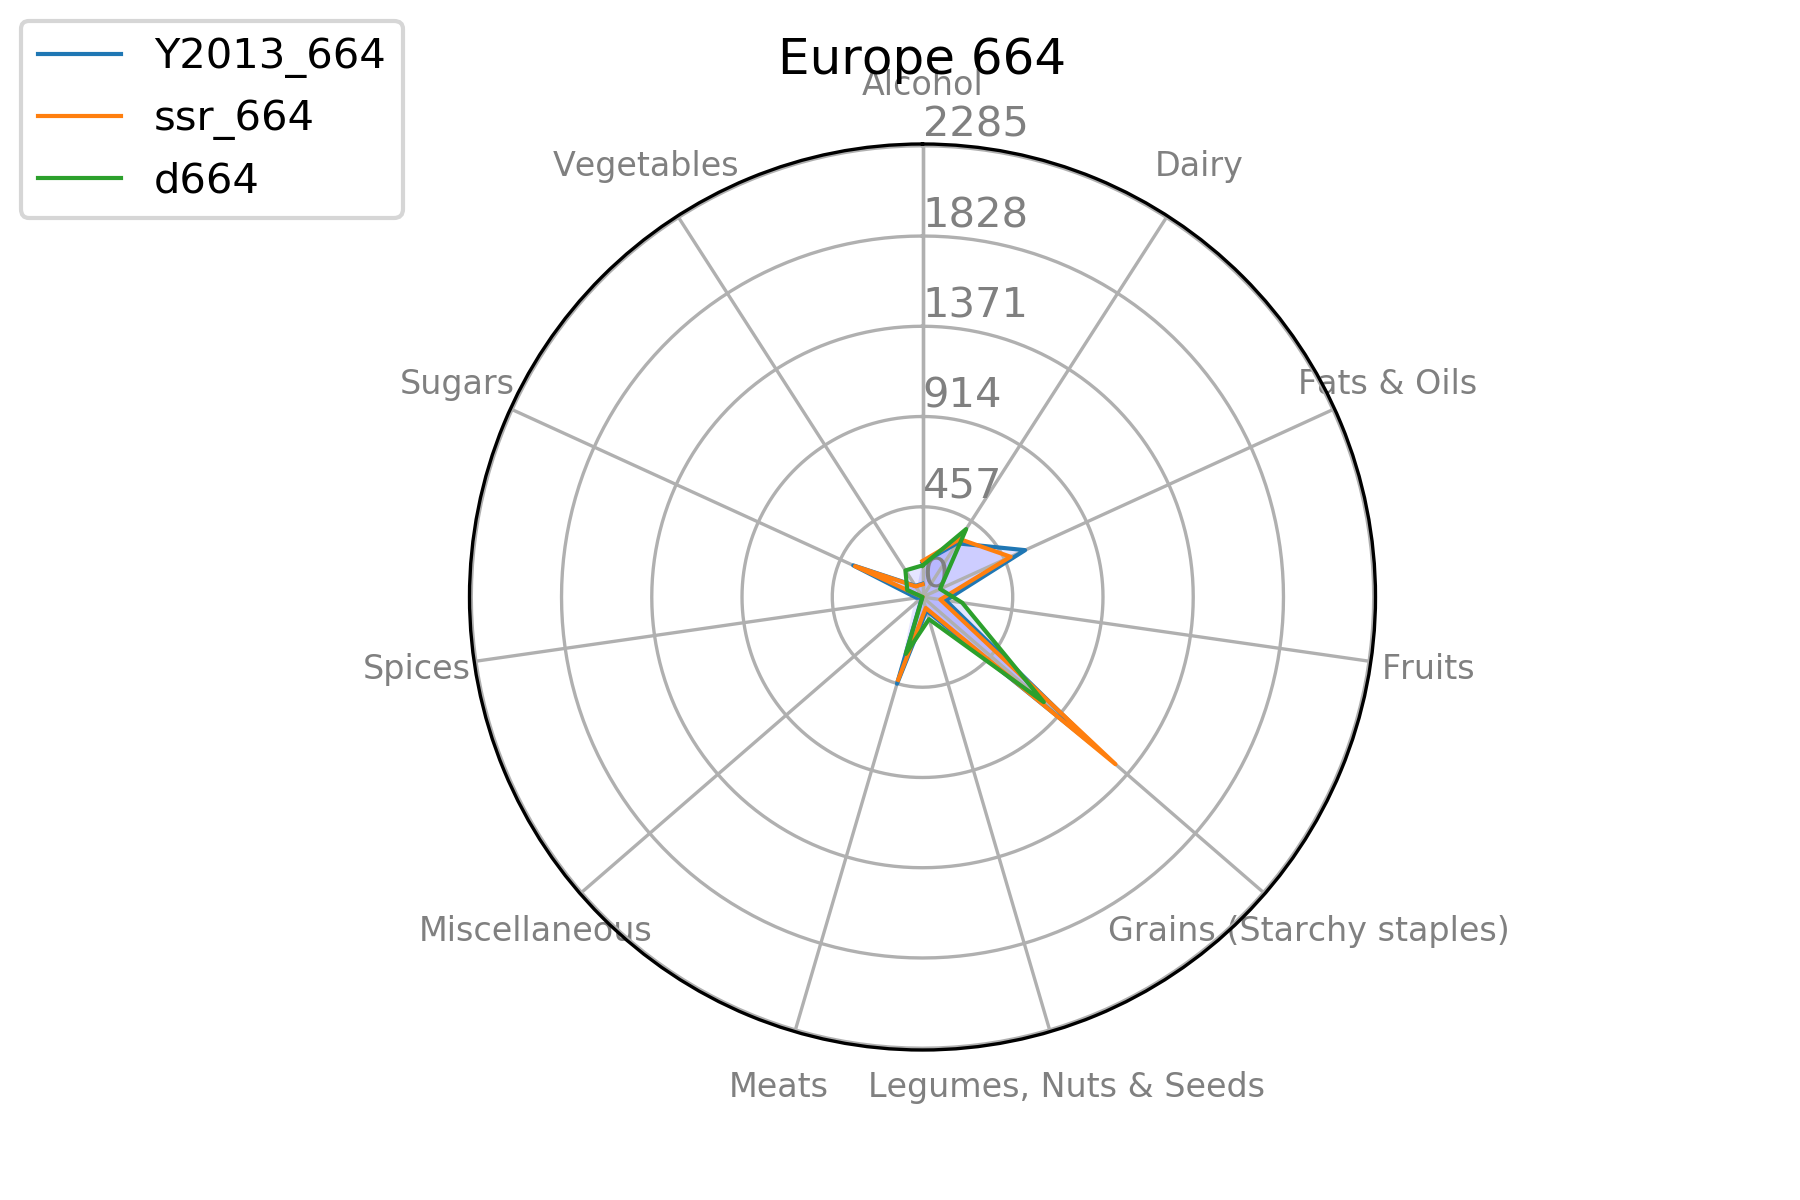 Y2013_664
ssr_664
d664
Europe 664
Alcohol
2285
Vegetables
Dairy
1828
1371
Sugars
914
Fats & Oils
457
0
Spices
Fruits
Miscellaneous
Grains (Starchy staples)
Meats
Legumes, Nuts & Seeds